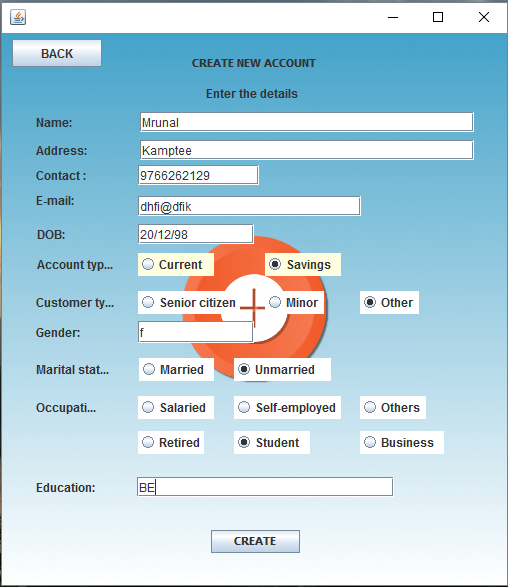 BACK
CREATE NEW ACCOUNT
Enter the details
Name: Mrunal
Address: Kamptee
Contact : 9766262129
E-mail: dhfi@dfik
DOB: 20/12/98
Account typ... Current Savings
Customer ty... Senior citizen Minor Other
Gender: f
Marital stat... Married Unmarried
Occupati... Salaried Self-employed Others
Retired Student Business
Education: BE
CREATE